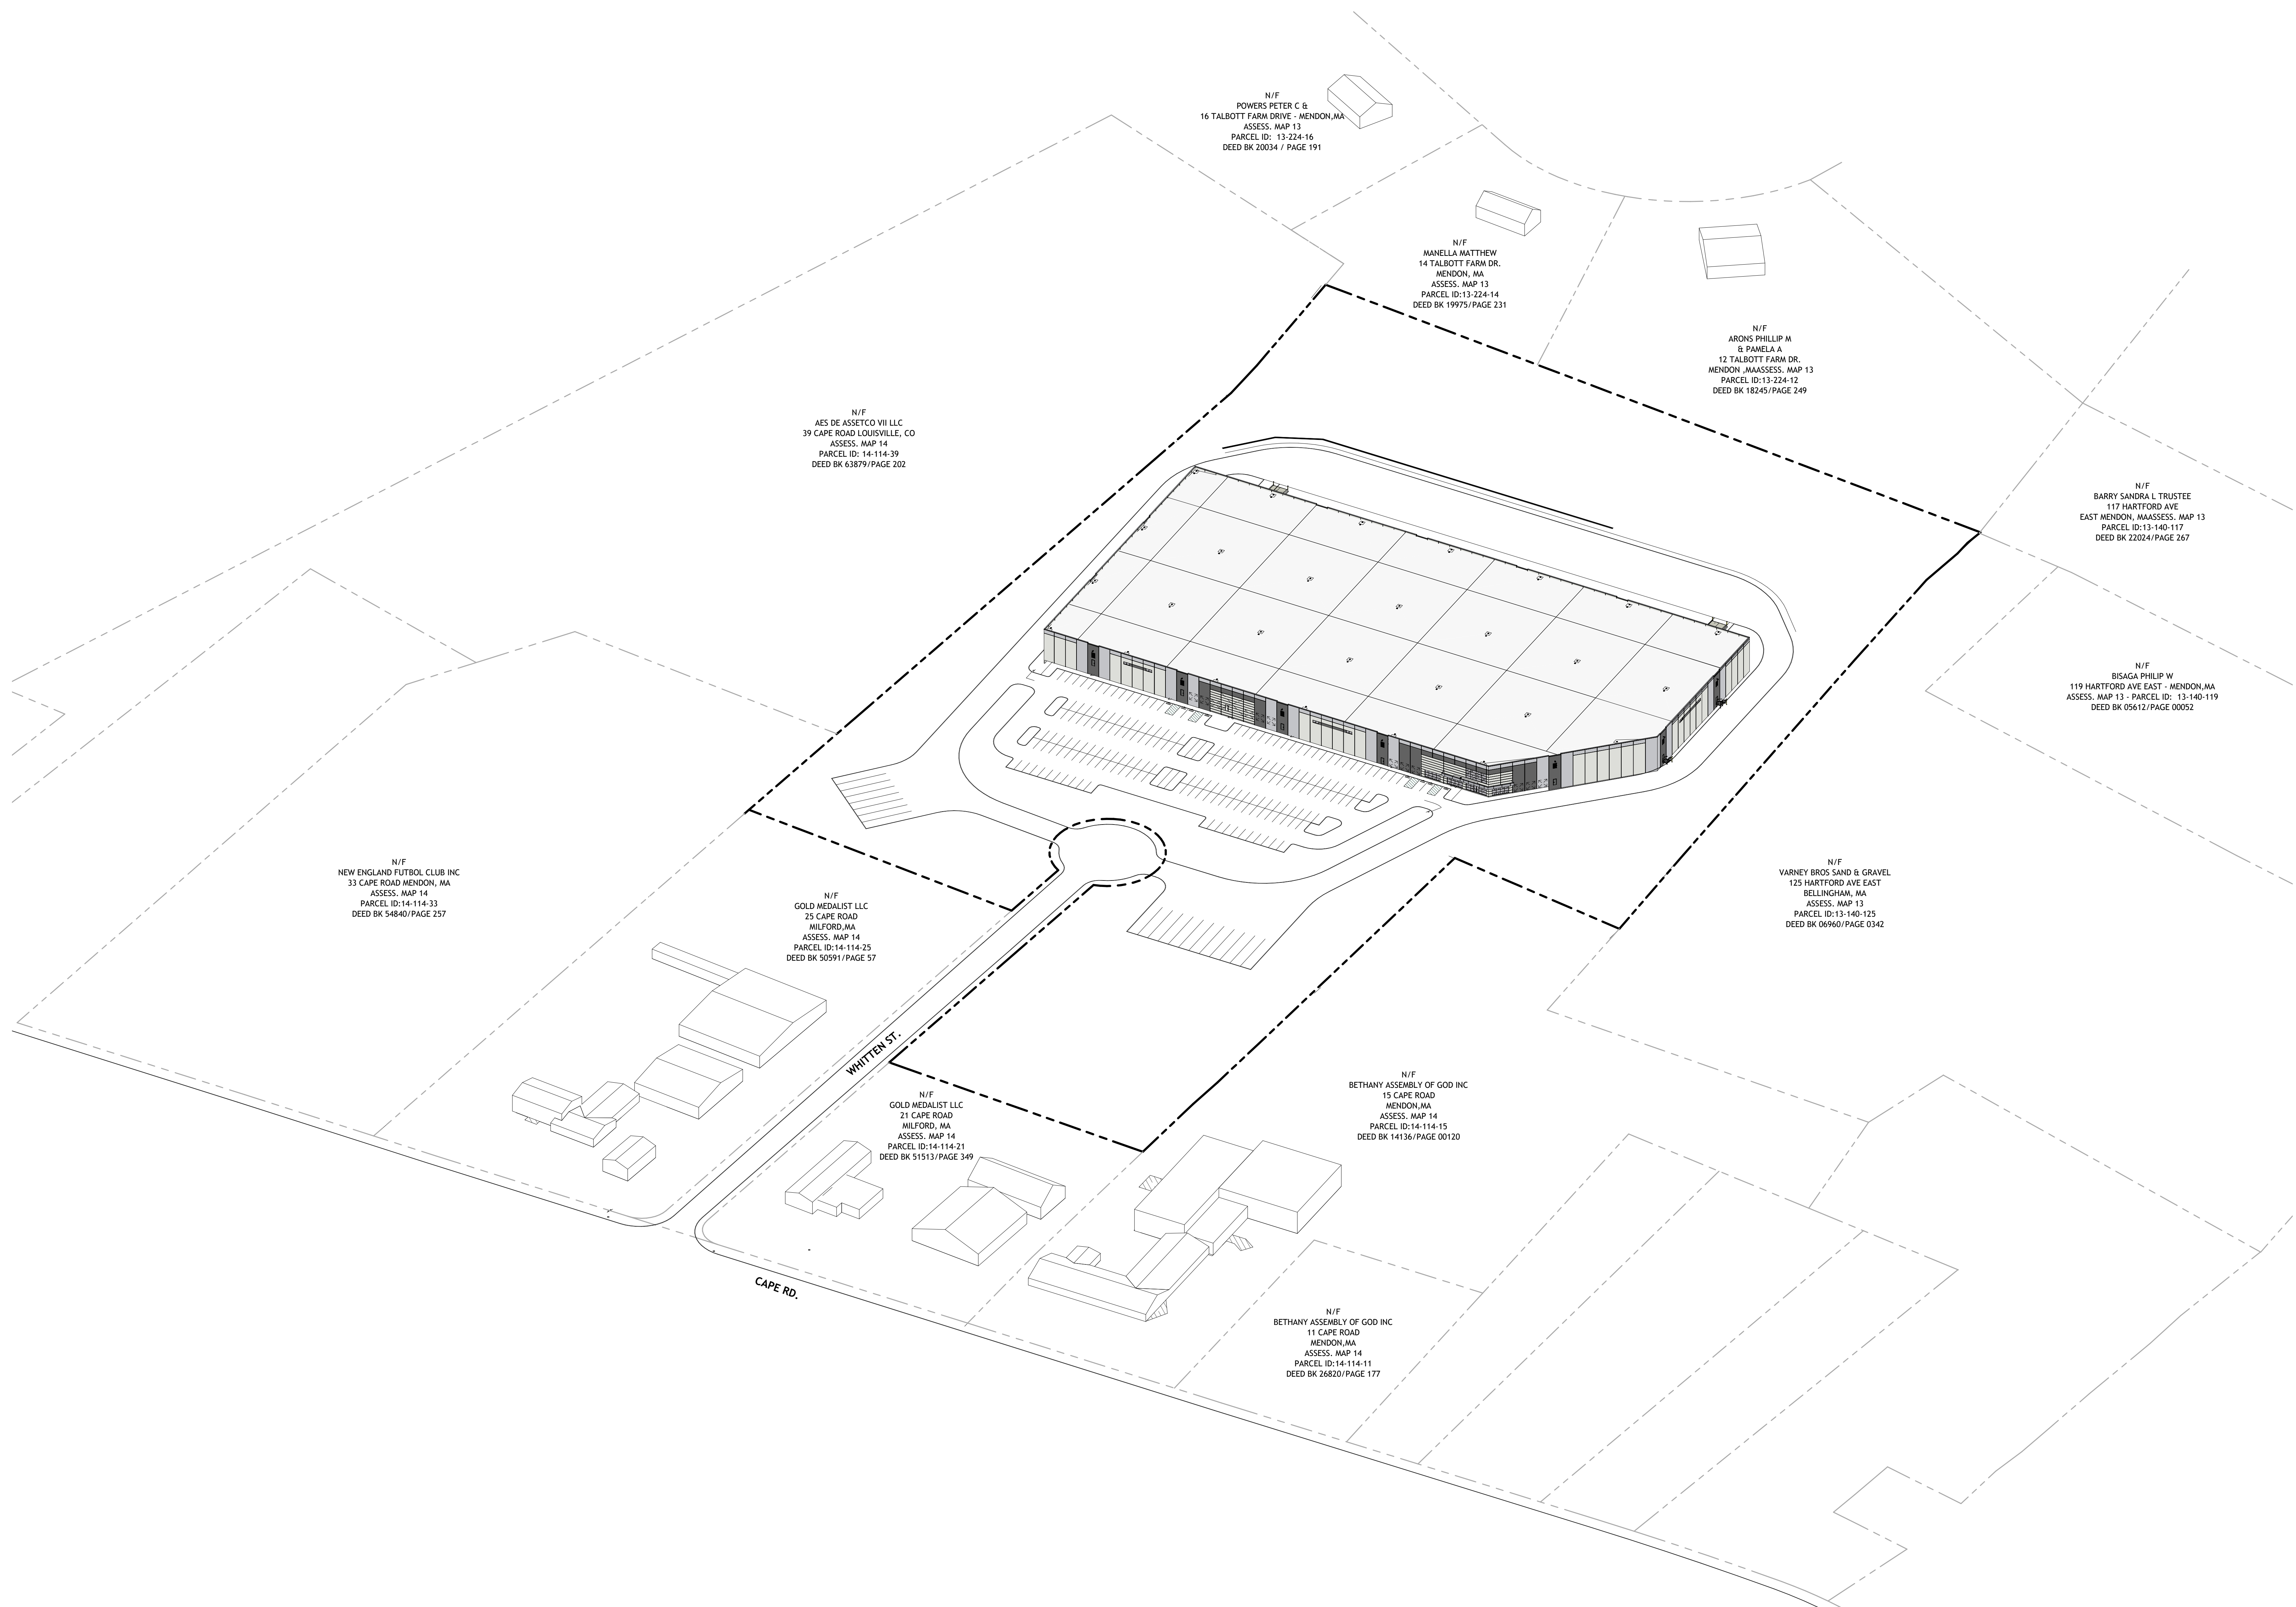 N/F
POWERS PETER C &
16 TALBOTT FARM DRIVE - MENDON,MA
ASSESS. MAP 13
PARCEL ID: 13-224-16
DEED BK 20034 / PAGE 191
N/F
MANELLA MATTHEW
14 TALBOTT FARM DR.
MENDON, MA
ASSESS. MAP 13
PARCEL ID:13-224-14
DEED BK 19975/PAGE 231
N/F
ARONS PHILLIP M
& PAMELA A
12 TALBOTT FARM DR.
MENDON ,MAASSESS. MAP 13
PARCEL ID:13-224-12
DEED BK 18245/PAGE 249
N/F
AES DE ASSETCO VII LLC
39 CAPE ROAD LOUISVILLE, CO
ASSESS. MAP 14
PARCEL ID: 14-114-39
DEED BK 63879/PAGE 202
N/F
BARRY SANDRA L TRUSTEE
117 HARTFORD AVE
EAST MENDON, MAASSESS. MAP 13
PARCEL ID:13-140-117
DEED BK 22024/PAGE 267
N/F
BISAGA PHILIP W
119 HARTFORD AVE EAST - MENDON,MA
ASSESS. MAP 13 - PARCEL ID: 13-140-119
DEED BK 05612/PAGE 00052
N/F
NEW ENGLAND FUTBOL CLUB INC
33 CAPE ROAD MENDON, MA
ASSESS. MAP 14
PARCEL ID:14-114-33
DEED BK 54840/PAGE 257
N/F
GOLD MEDALIST LLC
25 CAPE ROAD
MILFORD,MA
ASSESS. MAP 14
PARCEL ID:14-114-25
DEED BK 50591/PAGE 57
N/F
VARNEY BROS SAND & GRAVEL
125 HARTFORD AVE EAST
BELLINGHAM, MA
ASSESS. MAP 13
PARCEL ID:13-140-125
DEED BK 06960/PAGE 0342
WHITTEN ST.
N/F
GOLD MEDALIST LLC
21 CAPE ROAD
MILFORD, MA
ASSESS. MAP 14
PARCEL ID:14-114-21
DEED BK 51513/PAGE 349
N/F
BETHANY ASSEMBLY OF GOD INC
15 CAPE ROAD
MENDON,MA
ASSESS. MAP 14
PARCEL ID:14-114-15
DEED BK 14136/PAGE 00120
CAPE RD.
N/F
BETHANY ASSEMBLY OF GOD INC
11 CAPE ROAD
MENDON,MA
ASSESS. MAP 14
PARCEL ID:14-114-11
DEED BK 26820/PAGE 177